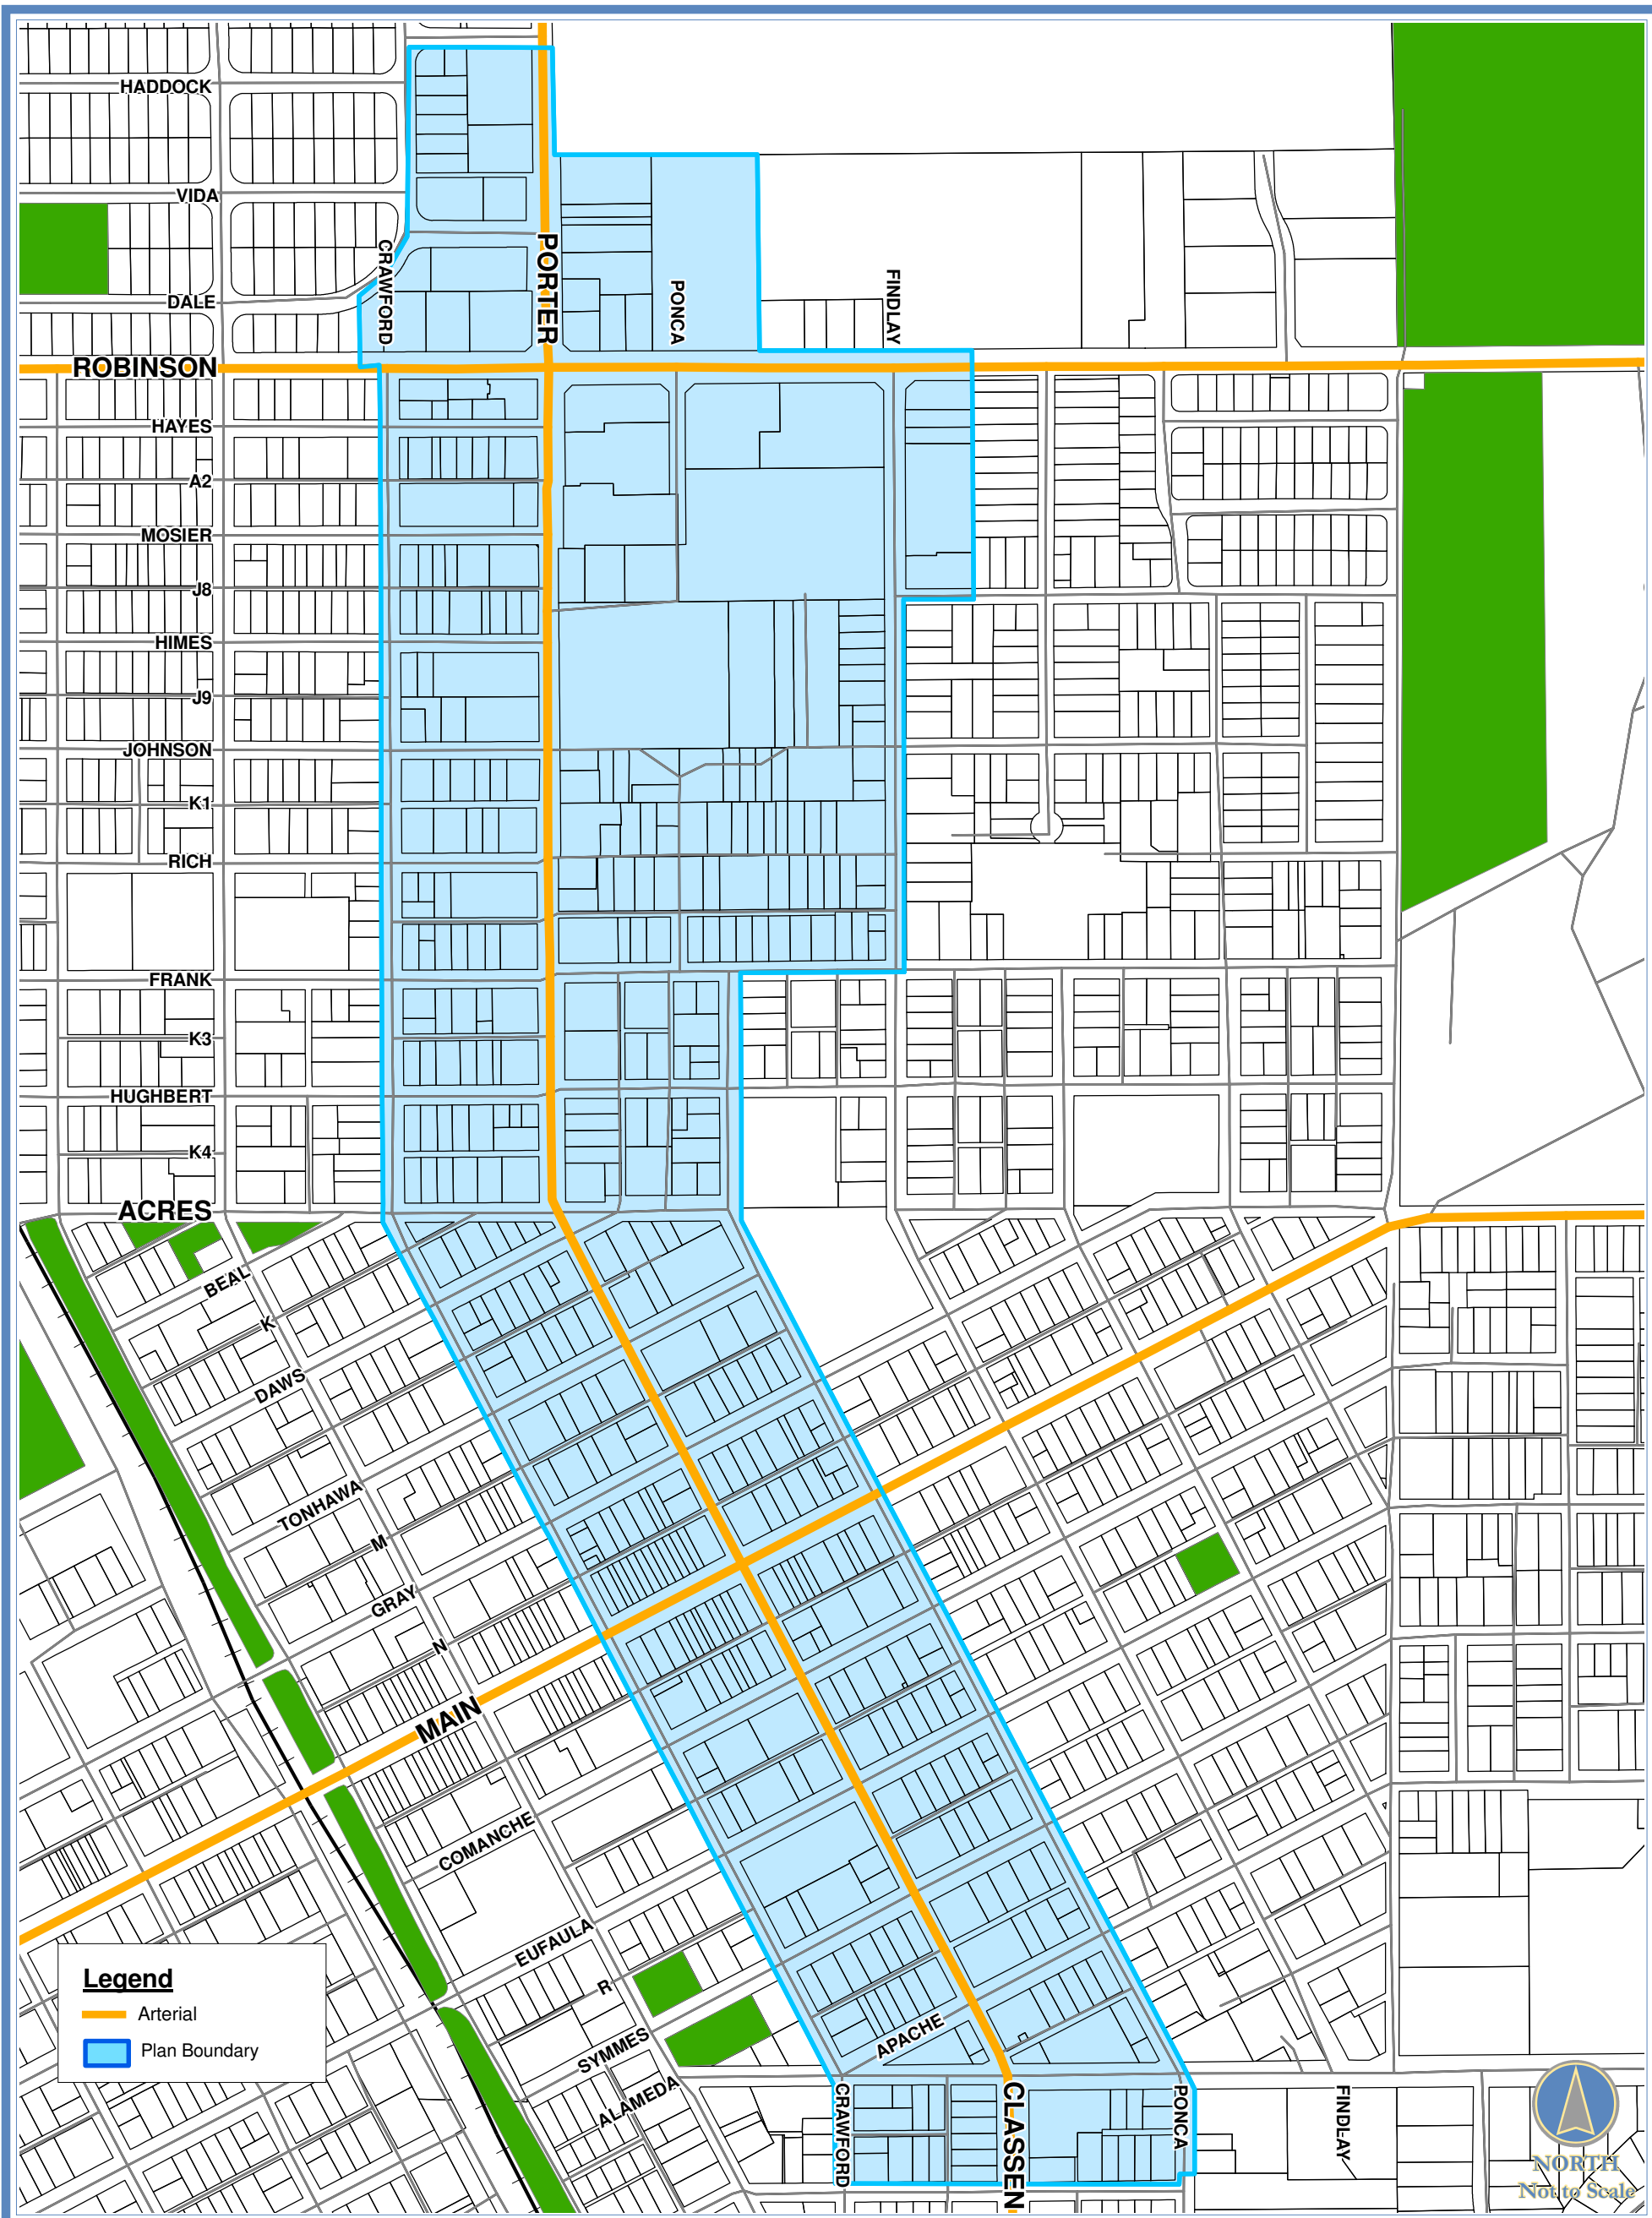 HADDOCK
VIDA
CRAWFORD
PORTER
PONCA
FINDLAY
DALE
ROBINSON
HAYES
A2
MOSIER
J8
HIMES
J9
JOHNSON
K1
RICH
FRANK
K3
HUGHBERT
K4
ACRES
BEAL
K
DAWS
TONHAWA
M
GRAY
N
MAIN
COMANCHE
EUFAULA
R
SYMMES
ALAMEDA
APACHE
CRAWFORD
CLASSEN
PONCA
FINDLAY
Legend
Arterial
Plan Boundary
NORTH
Not to Scale